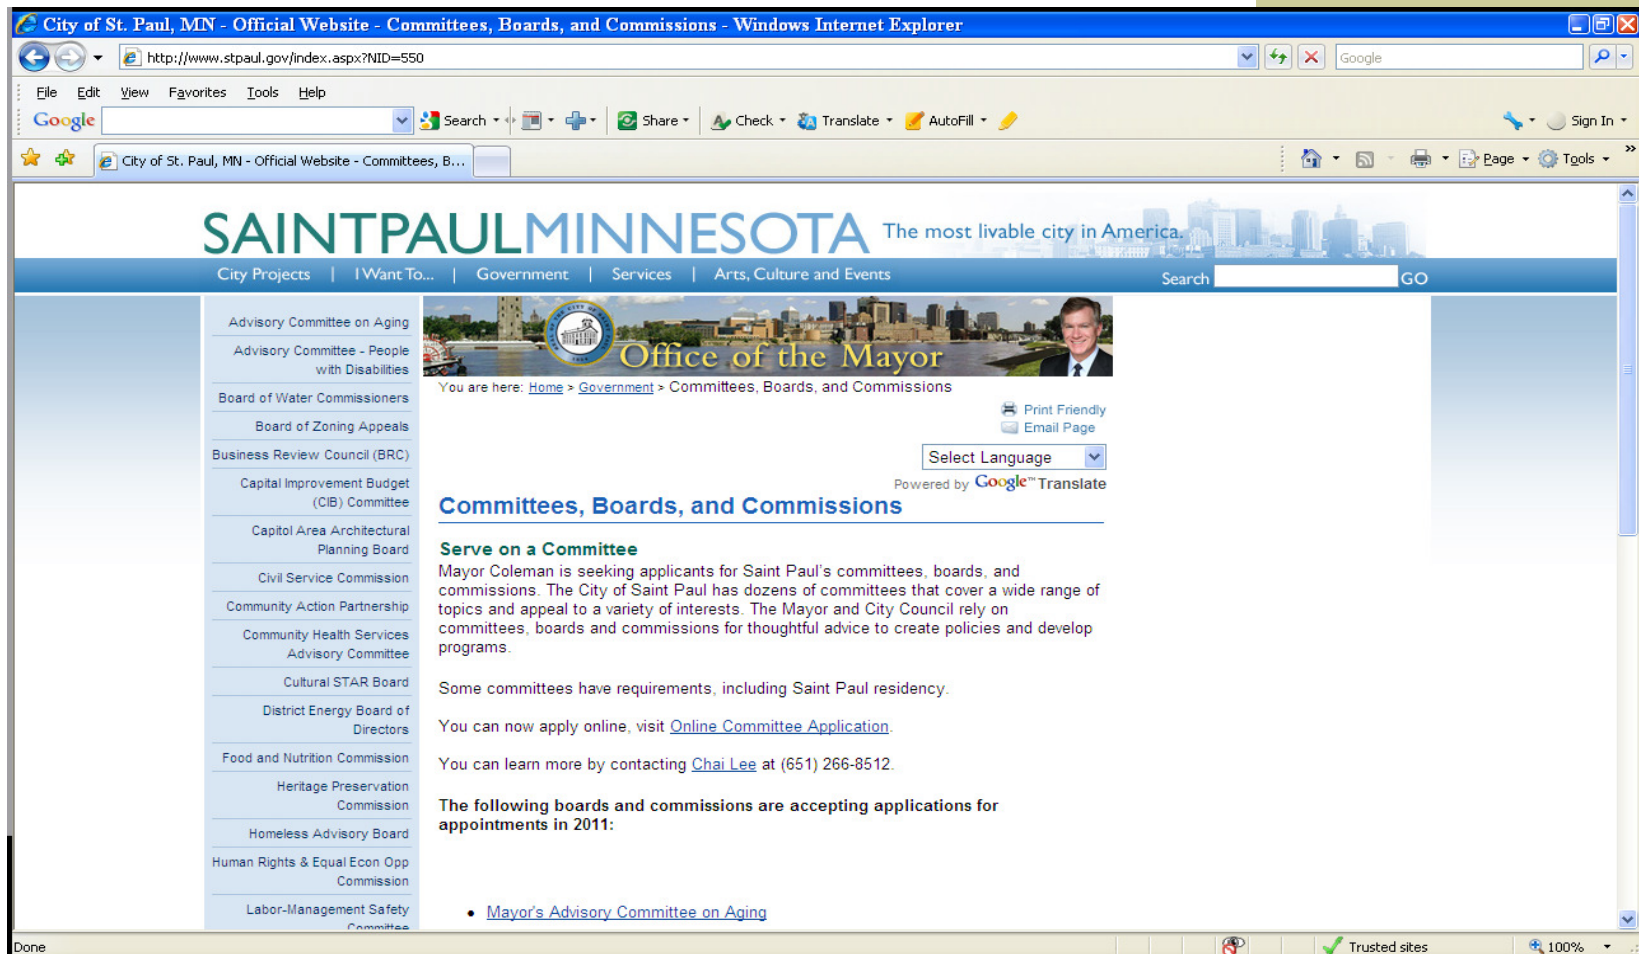 City of St. Paul, MN - Official Website - Committees, Boards, and Commissions - Windows Internet Explorer
http://www.stpaul.gov/index.aspx?NID=550
Google
File Edit View Favorites Tools Help
Google Search Share Check Translate AutoFill Sign In
City of St. Paul, MN - Official Website - Committees, B...
Page Tools »
SAINTPAULMINNESOTA The most livable city in America.
City Projects | I Want To... | Government | Services | Arts, Culture and Events
Search GO
Advisory Committee on Aging
Advisory Committee - People
with Disabilities
Board of Water Commissioners
Board of Zoning Appeals
Business Review Council (BRC)
Capital Improvement Budget
(CIB) Committee
Capitol Area Architectural
Planning Board
Civil Service Commission
Community Action Partnership
Community Health Services
Advisory Committee
Cultural STAR Board
District Energy Board of
Directors
Food and Nutrition Commission
Heritage Preservation
Commission
Homeless Advisory Board
Human Rights & Equal Econ Opp
Commission
Labor-Management Safety
Committee
Office of the Mayor
You are here: Home > Government > Committees, Boards, and Commissions
Print Friendly
Email Page
Select Language
Powered by Google™ Translate
Committees, Boards, and Commissions
Serve on a Committee
Mayor Coleman is seeking applicants for Saint Paul's committees, boards, and
commissions. The City of Saint Paul has dozens of committees that cover a wide range of
topics and appeal to a variety of interests. The Mayor and City Council rely on
committees, boards and commissions for thoughtful advice to create policies and develop
programs.
Some committees have requirements, including Saint Paul residency.
You can now apply online, visit Online Committee Application.
You can learn more by contacting Chai Lee at (651) 266-8512.
The following boards and commissions are accepting applications for
appointments in 2011:
• Mayor's Advisory Committee on Aging
Done
Trusted sites
100%